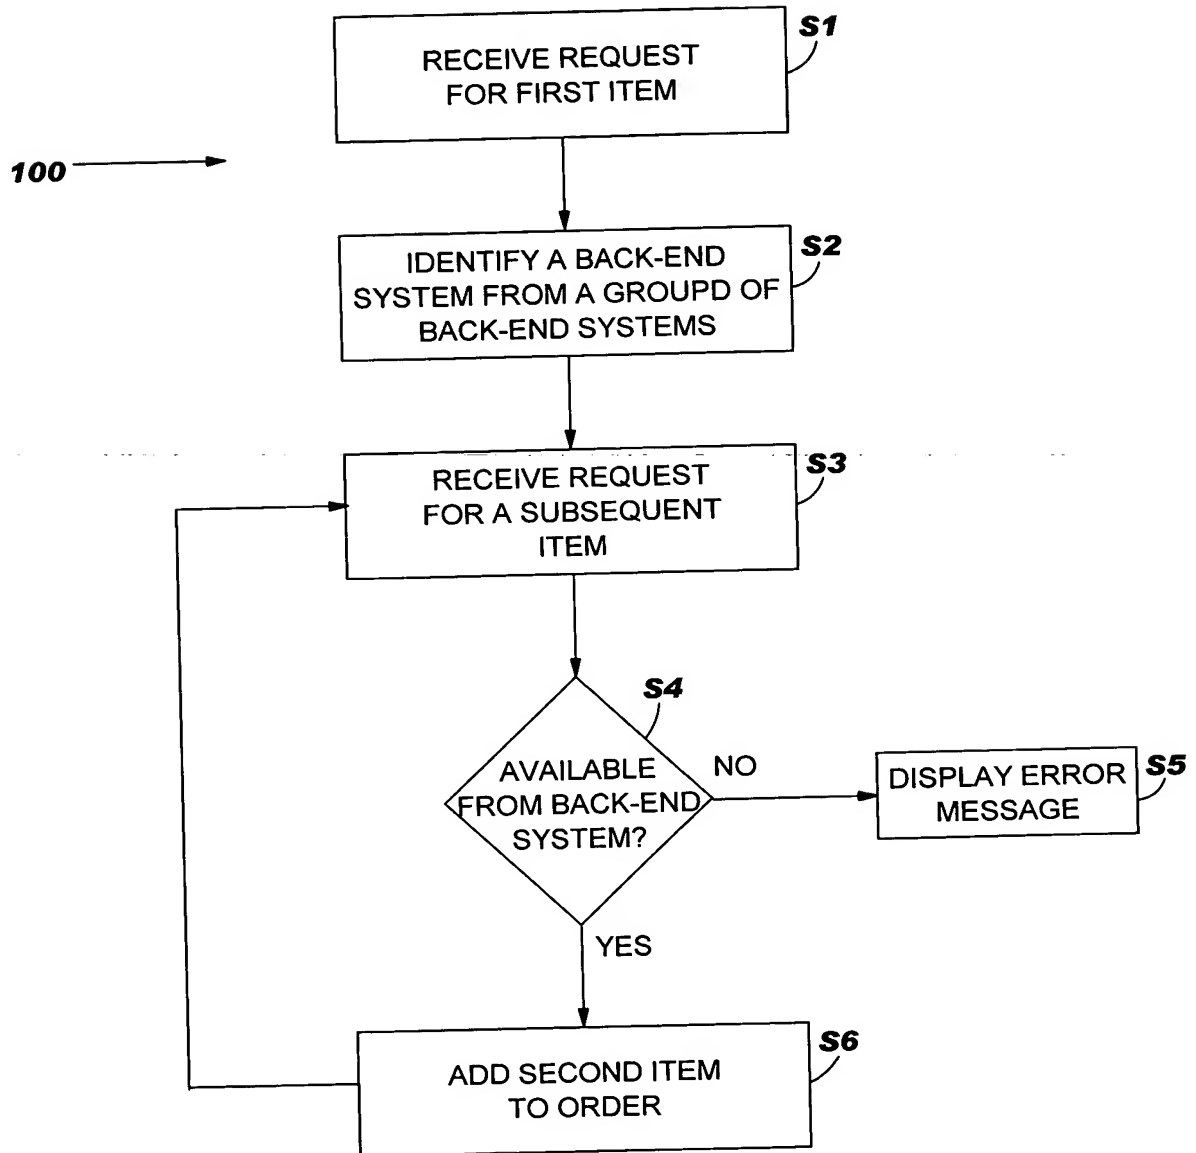 S1
RECEIVE REQUEST
FOR FIRST ITEM
100
S2
IDENTIFY A BACK-END
SYSTEM FROM A GROUPD OF
BACK-END SYSTEMS
S3
RECEIVE REQUEST
FOR A SUBSEQUENT
ITEM
S4
AVAILABLE
FROM BACK-END
SYSTEM?
NO
S5
DISPLAY ERROR
MESSAGE
YES
S6
ADD SECOND ITEM
TO ORDER